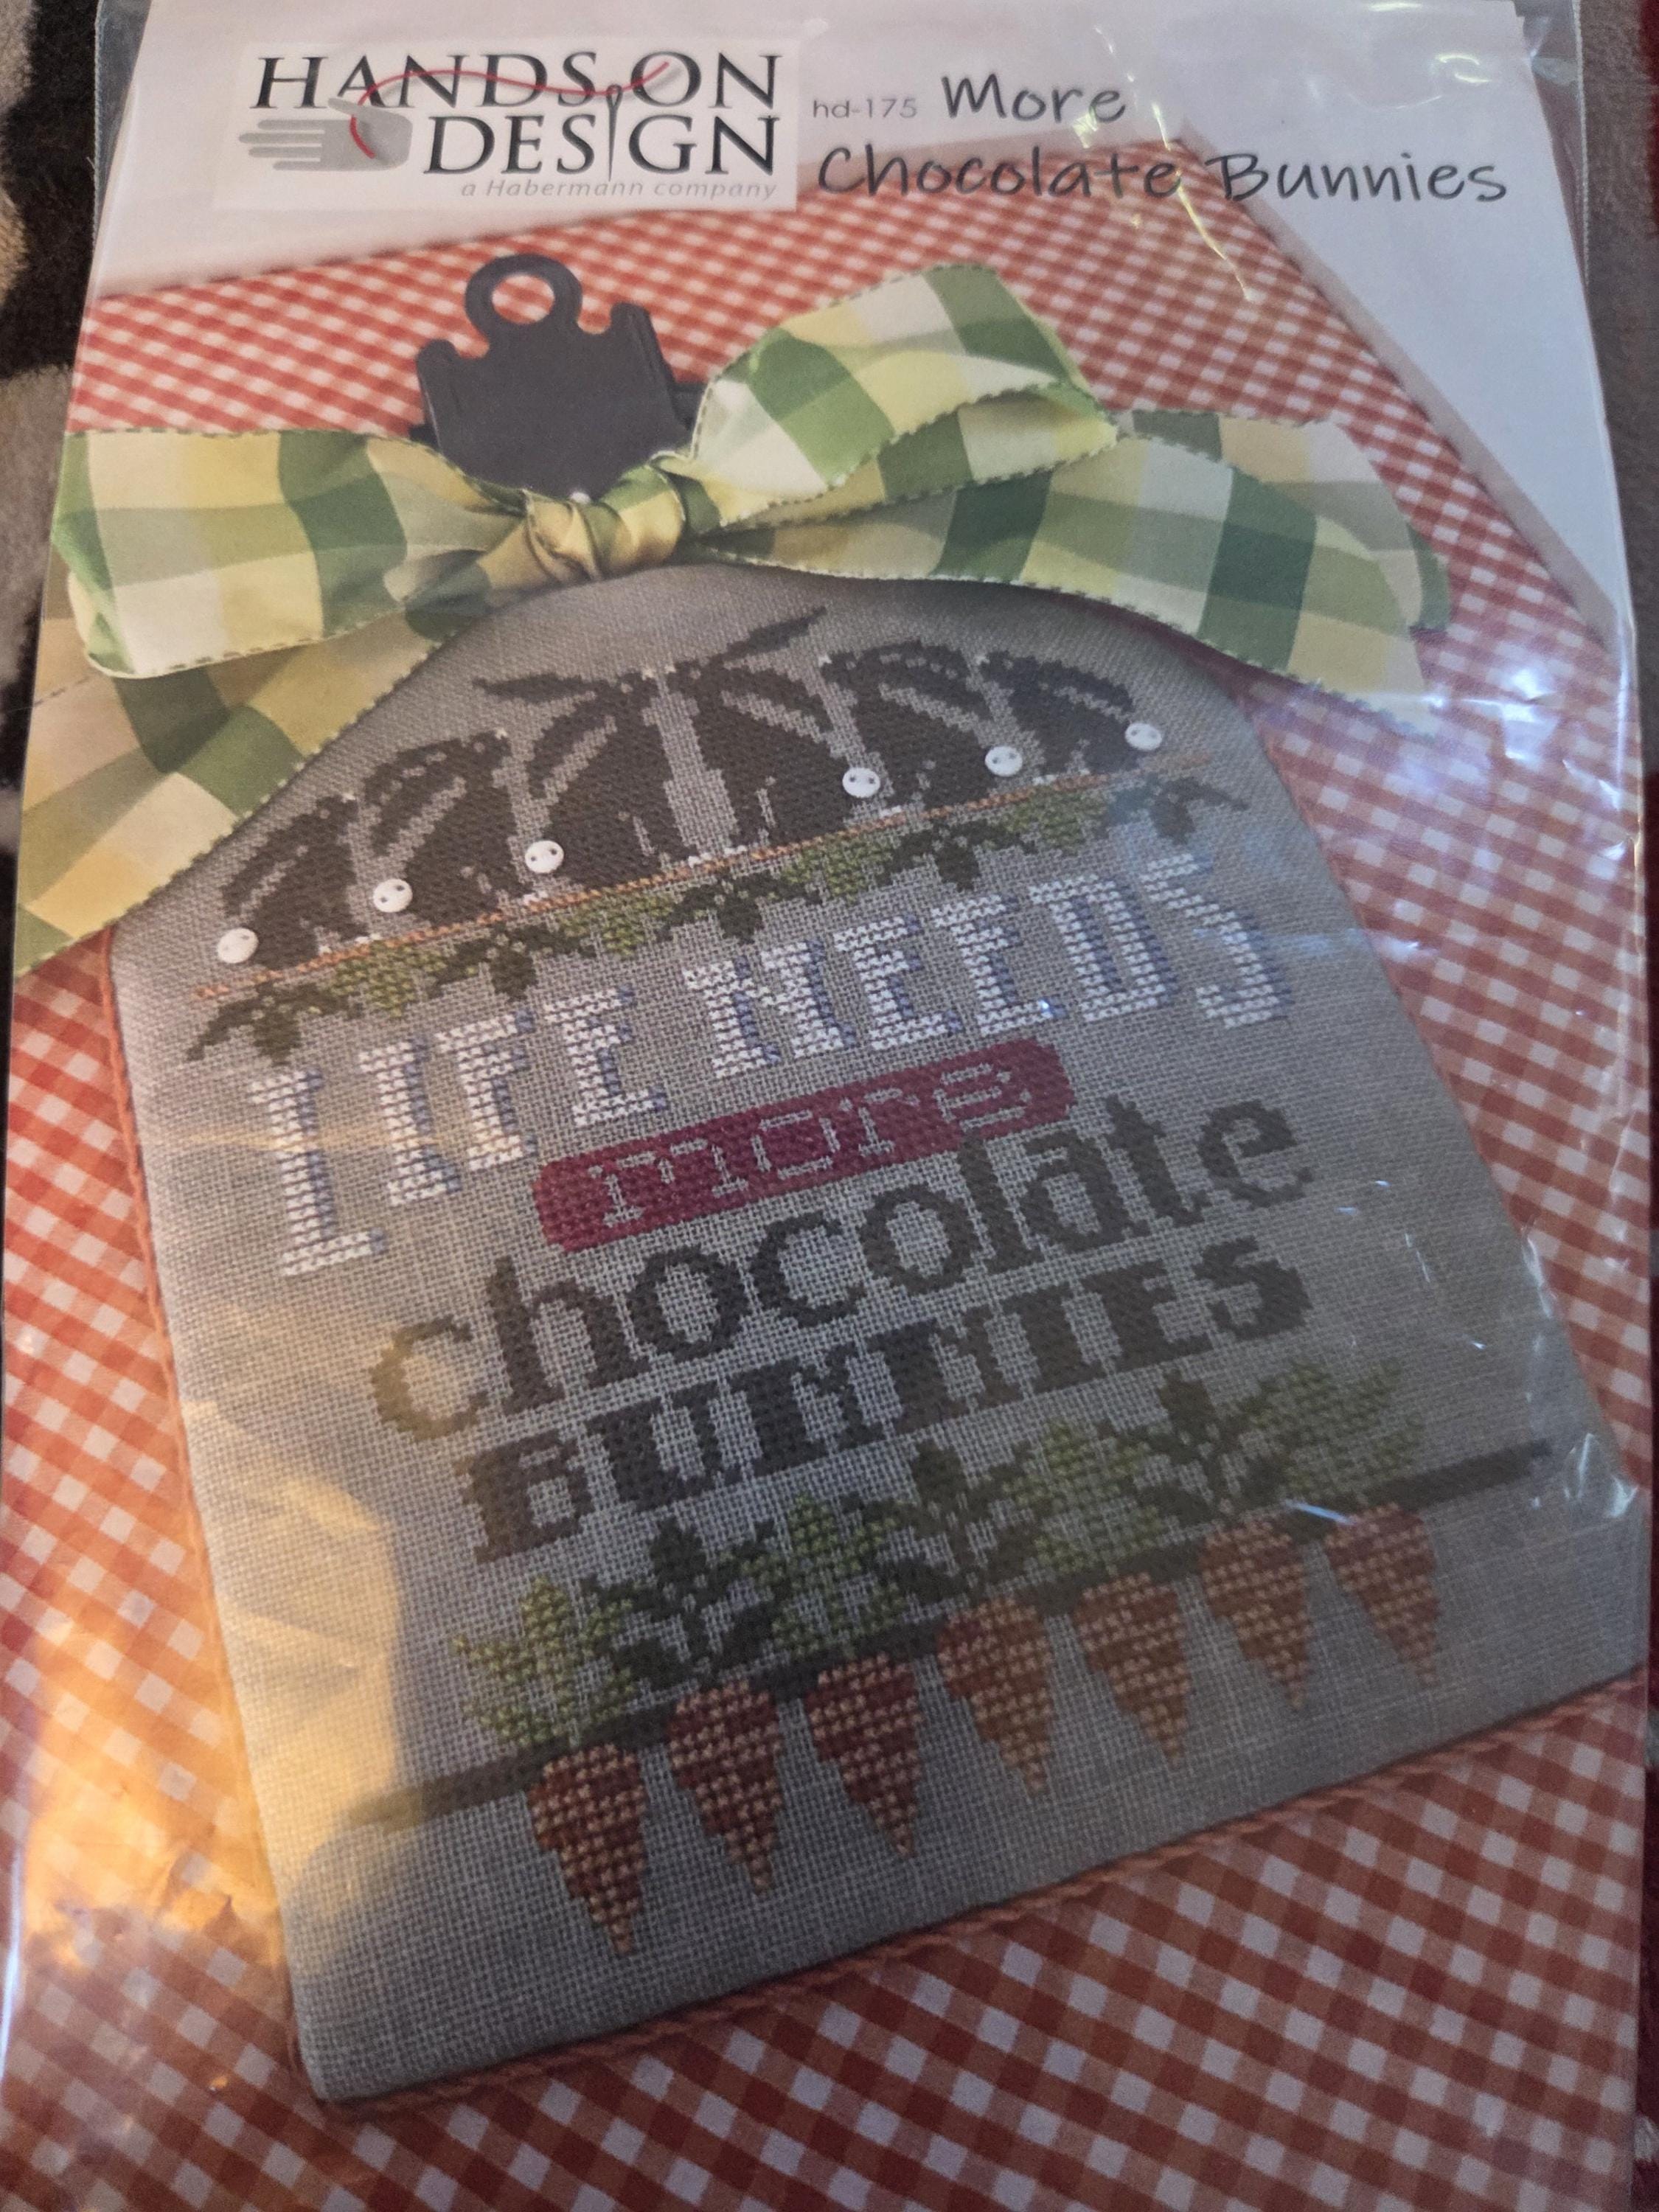 HANDS ON
DESIGN
a Habermann company
hd-175 More
Chocolate Bunnies
LIFE NEEDS
more
chocolate
BUNNIES